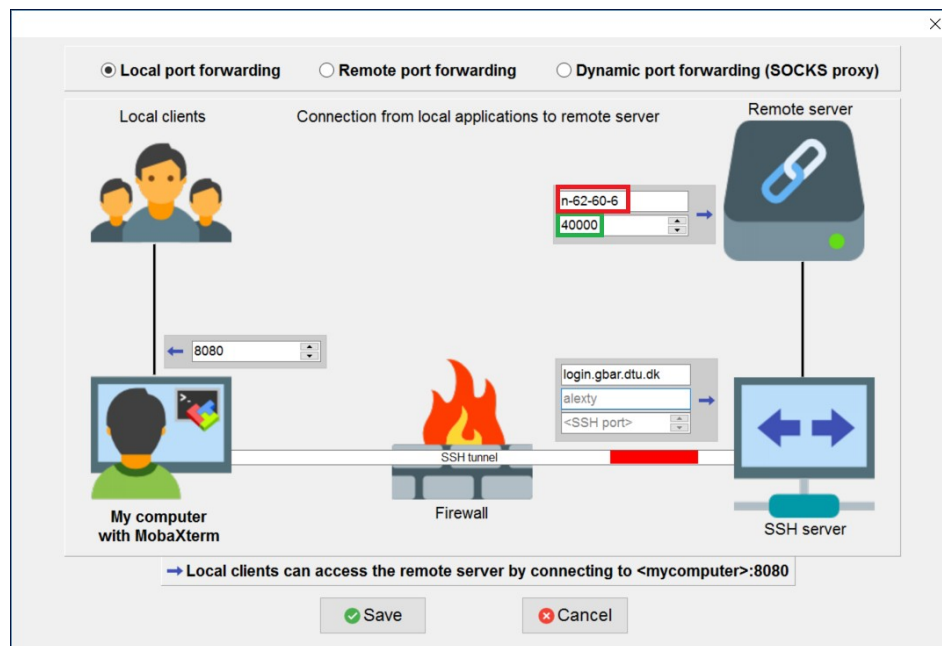 Local port forwarding Remote port forwarding Dynamic port forwarding (SOCKS proxy)
Local clients
Connection from local applications to remote server
Remote server
n-62-60-6
40000
8080
login.gbar.dtu.dk
alexty
<SSH port>
>_
SSH tunnel
My computer
with MobaXterm
Firewall
SSH server
Local clients can access the remote server by connecting to <mycomputer>:8080
Save Cancel